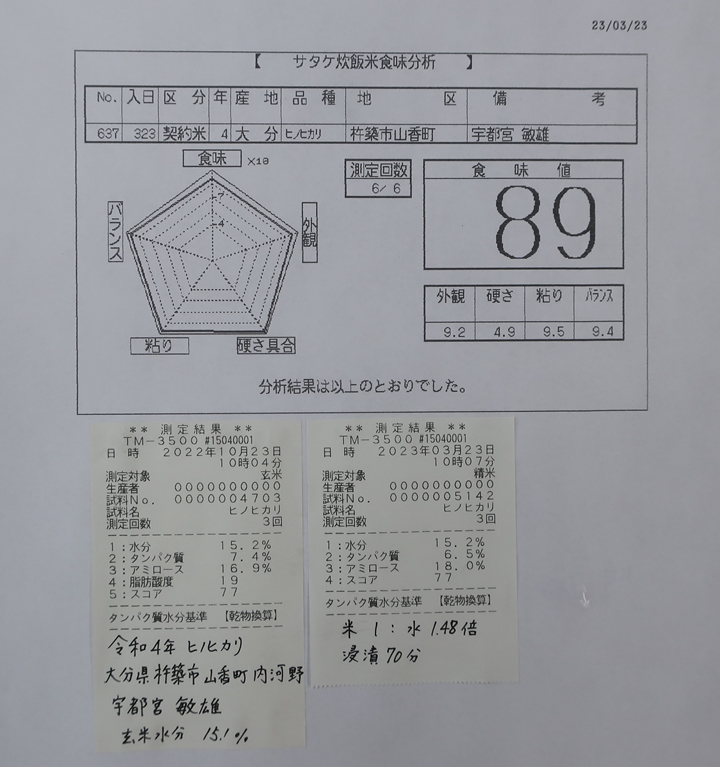 23/03/23
【 サタケ炊飯米食味分析 】
No. 入日 区分 年 産地 品種 地区 備考
637 323 契約米 4 大分 ヒノヒカリ 杵築市山香町 宇都宮 敏雄
食味 ×10
7
4
バランス
外観
粘り
硬さ具合
測定回数
6/ 6
食味値
89
外観 硬さ 粘り バランス
9.2 4.9 9.5 9.4
分析結果は以上のとおりでした。
** 測定結果 **
TM-3500 #15040001
日時 2022年10月23日
10時04分
測定対象 玄米
生産者 0000000000
試料No. 0000004703
試料名 ヒノヒカリ
測定回数 3回
1:水分 15.2%
2:タンパク質 7.4%
3:アミロース 16.9%
4:脂肪酸度 19
5:スコア 77
タンパク質水分基準 【乾物換算】
令和4年 ヒノヒカリ
大分県杵築市山香町内河野
宇都宮 敏雄
玄米水分 15.1%
** 測定結果 **
TM-3500 #15040001
日時 2023年03月23日
10時07分
測定対象 精米
生産者 0000000000
試料No. 0000005142
試料名 ヒノヒカリ
測定回数 3回
1:水分 15.2%
2:タンパク質 6.5%
3:アミロース 18.0%
4:スコア 77
タンパク質水分基準 【乾物換算】
米 1:水 1.48倍
浸漬70分